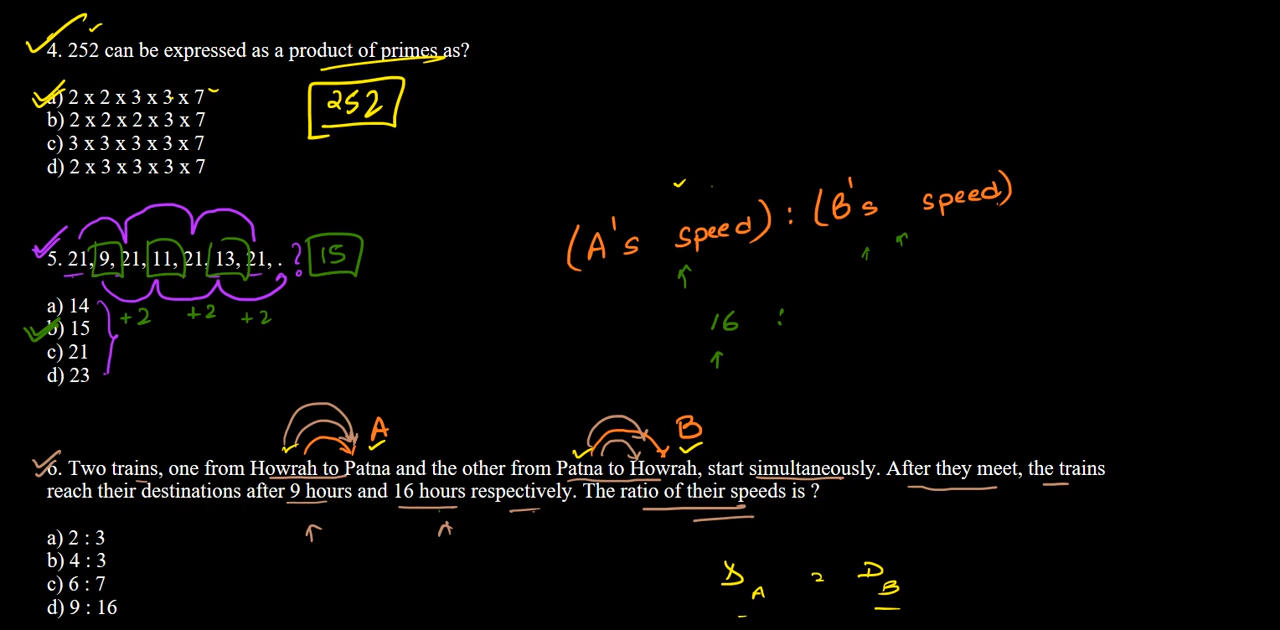 4. 252 can be expressed as a product of primes as?
a) 2 x 2 x 3 x 3 x 7
252
b) 2 x 2 x 2 x 3 x 7
c) 3 x 3 x 3 x 3 x 7
d) 2 x 3 x 3 x 3 x 7
(A's speed) : (B's speed)
5. 21, 9, 21, 11, 21, 13, 21, . ? 15
a) 14
+2 +2 +2
b) 15
16 :
c) 21
d) 23
A B
6. Two trains, one from Howrah to Patna and the other from Patna to Howrah, start simultaneously. After they meet, the trains
reach their destinations after 9 hours and 16 hours respectively. The ratio of their speeds is ?
a) 2 : 3
b) 4 : 3
c) 6 : 7
d) 9 : 16
D_A = D_B